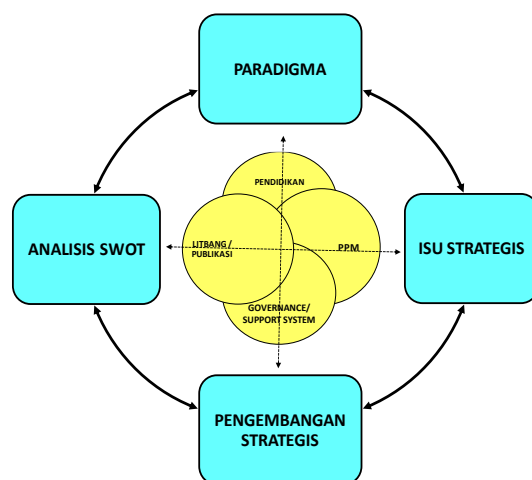 PARADIGMA
PENDIDIKAN
ANALISIS SWOT
LITBANG /
PUBLIKASI
PPM
ISU STRATEGIS
GOVERNANCE/
SUPPORT SYSTEM
PENGEMBANGAN
STRATEGIS